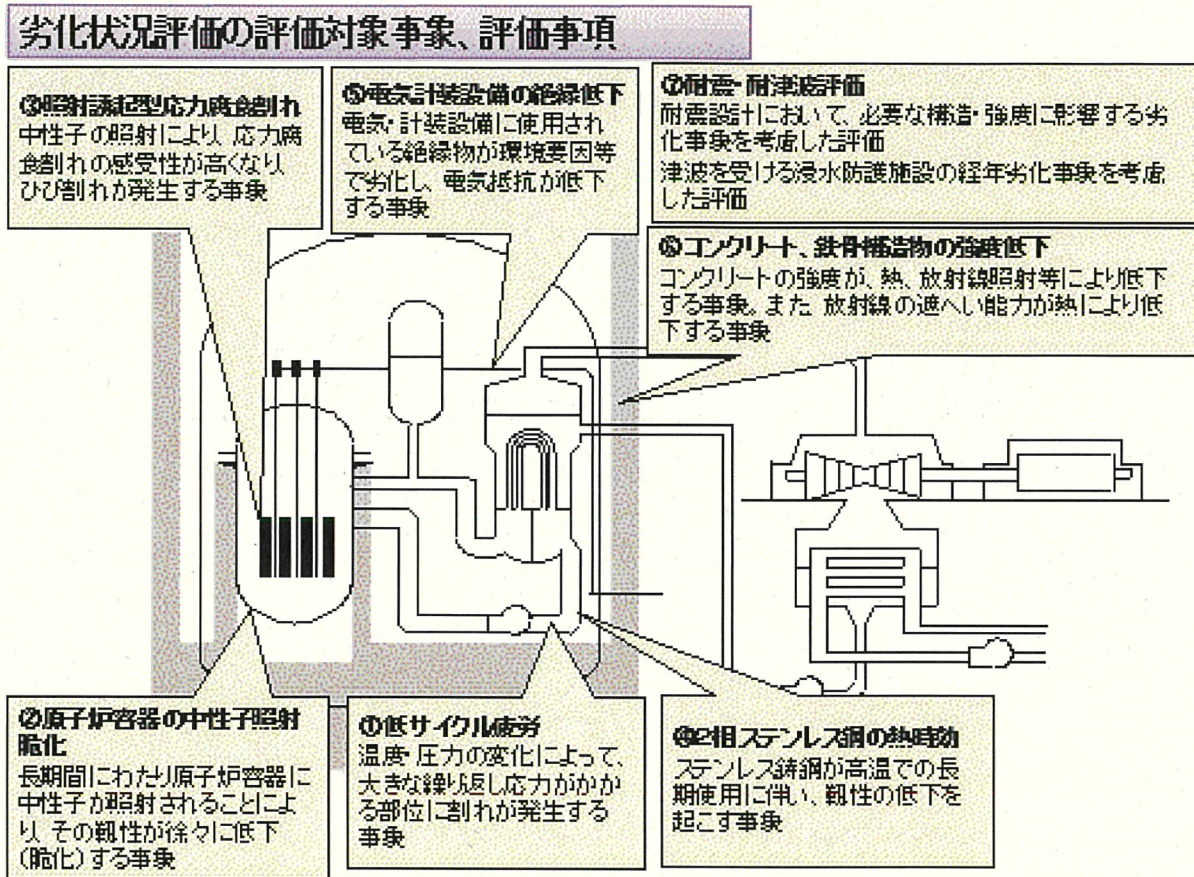 劣化状況評価の評価対象事象、評価事項
③照射誘起型応力腐食割れ
中性子の照射により、応力腐
食割れの感受性が高くなり、
ひび割れが発生する事象
⑤電気計装設備の絶縁低下
電気・計装設備に使用され
ている絶縁物が環境要因等
で劣化し、電気抵抗が低下
する事象
⑦耐震・耐津波評価
耐震設計において、必要な構造・強度に影響する劣
化事象を考慮した評価
津波を受ける浸水防護施設の経年劣化事象を考慮
した評価
⑥コンクリート、鉄骨構造物の強度低下
コンクリートの強度が、熱、放射線照射等により低下
する事象。また、放射線の遮へい能力が熱により低
下する事象
②原子炉容器の中性子照射
脆化
長期間にわたり原子炉容器に
中性子が照射されることによ
り、その靱性が徐々に低下
(脆化)する事象
①低サイクル疲労
温度・圧力の変化によって、
大きな繰り返し応力がかか
る部位に割れが発生する
事象
④2相ステンレス鋼の熱時効
ステンレス鋳鋼が高温での長
期使用に伴い、靱性の低下を
起こす事象